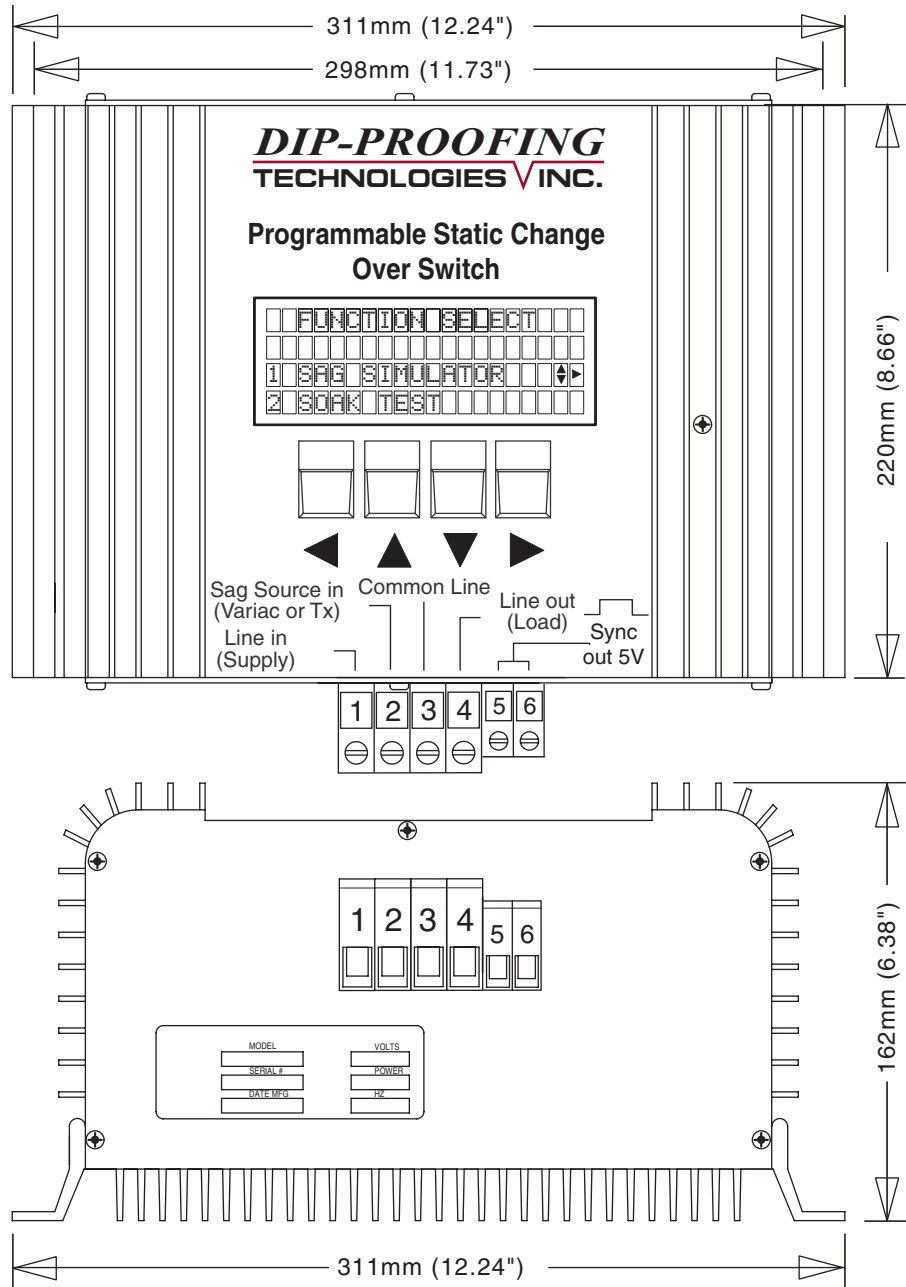 311mm (12.24")
298mm (11.73")
DIP-PROOFING
TECHNOLOGIES INC.
Programmable Static Change
Over Switch
FUNCTION SELECT
1 SAG SIMULATOR
2 SOAK TEST
220mm (8.66")
Sag Source in
(Variac or Tx)
Common Line
Line out
(Load)
Line in
(Supply)
Sync
out 5V
1 2 3 4 5 6
1 2 3 4 5 6
162mm (6.38")
MODEL VOLTS
SERIAL # POWER
DATE MFG HZ
311mm (12.24")